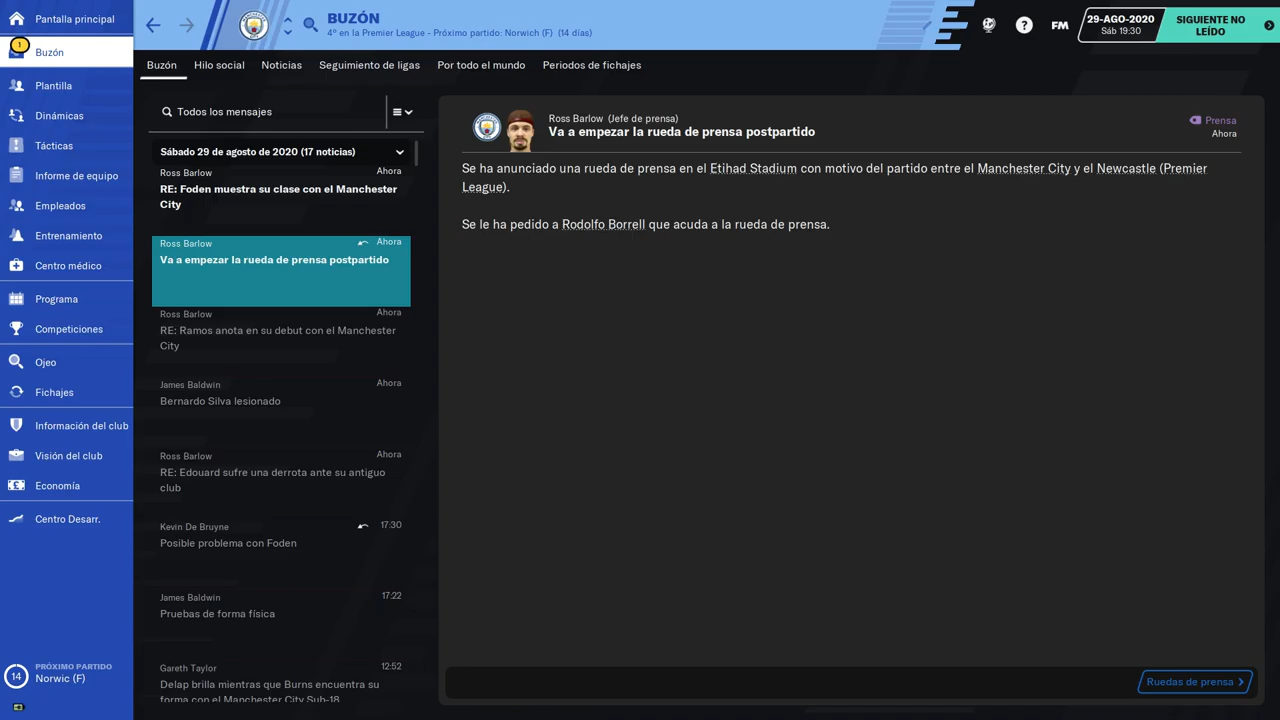 Pantalla principal
1
Buzón
Plantilla
Dinámicas
Tácticas
Informe de equipo
Empleados
Entrenamiento
Centro médico
Programa
Competiciones
Ojeo
Fichajes
Información del club
Visión del club
Economía
Centro Desarr.
14
PRÓXIMO PARTIDO
Norwic (F)
BUZÓN
4º en la Premier League - Próximo partido: Norwich (F) (14 días)
?
FM
29-AGO-2020
Sáb 19:30
SIGUIENTE NO
LEÍDO
Buzón
Hilo social
Noticias
Seguimiento de ligas
Por todo el mundo
Periodos de fichajes
Todos los mensajes
Sábado 29 de agosto de 2020 (17 noticias)
Ross Barlow Ahora
RE: Foden muestra su clase con el Manchester
City
Ross Barlow Ahora
Va a empezar la rueda de prensa postpartido
Ross Barlow Ahora
RE: Ramos anota en su debut con el Manchester
City
James Baldwin Ahora
Bernardo Silva lesionado
Ross Barlow Ahora
RE: Edouard sufre una derrota ante su antiguo
club
Kevin De Bruyne 17:30
Posible problema con Foden
James Baldwin 17:22
Pruebas de forma física
Gareth Taylor 12:52
Delap brilla mientras que Burns encuentra su
forma con el Manchester City Sub-18
Ross Barlow (Jefe de prensa)
Va a empezar la rueda de prensa postpartido
Prensa
Ahora
Se ha anunciado una rueda de prensa en el Etihad Stadium con motivo del partido entre el Manchester City y el Newcastle (Premier
League).
Se le ha pedido a Rodolfo Borrell que acuda a la rueda de prensa.
Ruedas de prensa